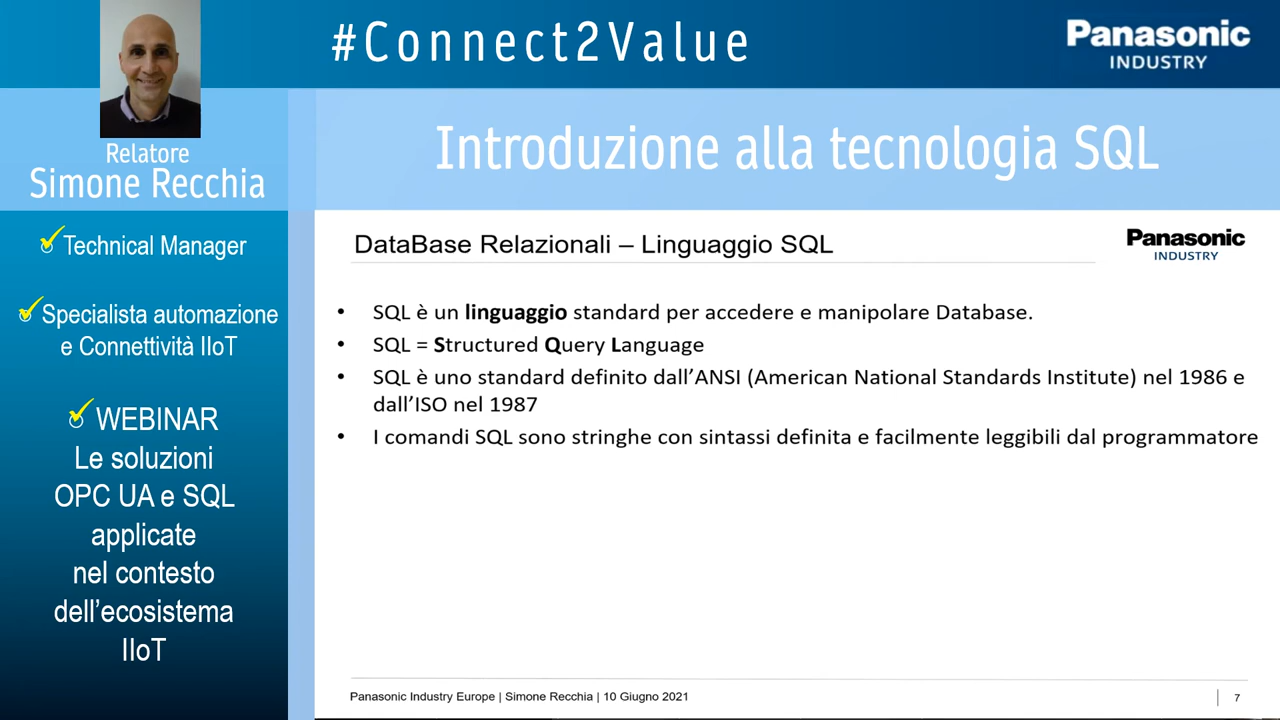 #Connect2Value
Panasonic
INDUSTRY
Relatore
Simone Recchia
Technical Manager
Specialista automazione
e Connettività IIoT
WEBINAR
Le soluzioni
OPC UA e SQL
applicate
nel contesto
dell’ecosistema
IIoT
Introduzione alla tecnologia SQL
DataBase Relazionali – Linguaggio SQL
Panasonic
INDUSTRY
• SQL è un linguaggio standard per accedere e manipolare Database.
• SQL = Structured Query Language
• SQL è uno standard definito dall’ANSI (American National Standards Institute) nel 1986 e
dall’ISO nel 1987
• I comandi SQL sono stringhe con sintassi definita e facilmente leggibili dal programmatore
Panasonic Industry Europe | Simone Recchia | 10 Giugno 2021
7